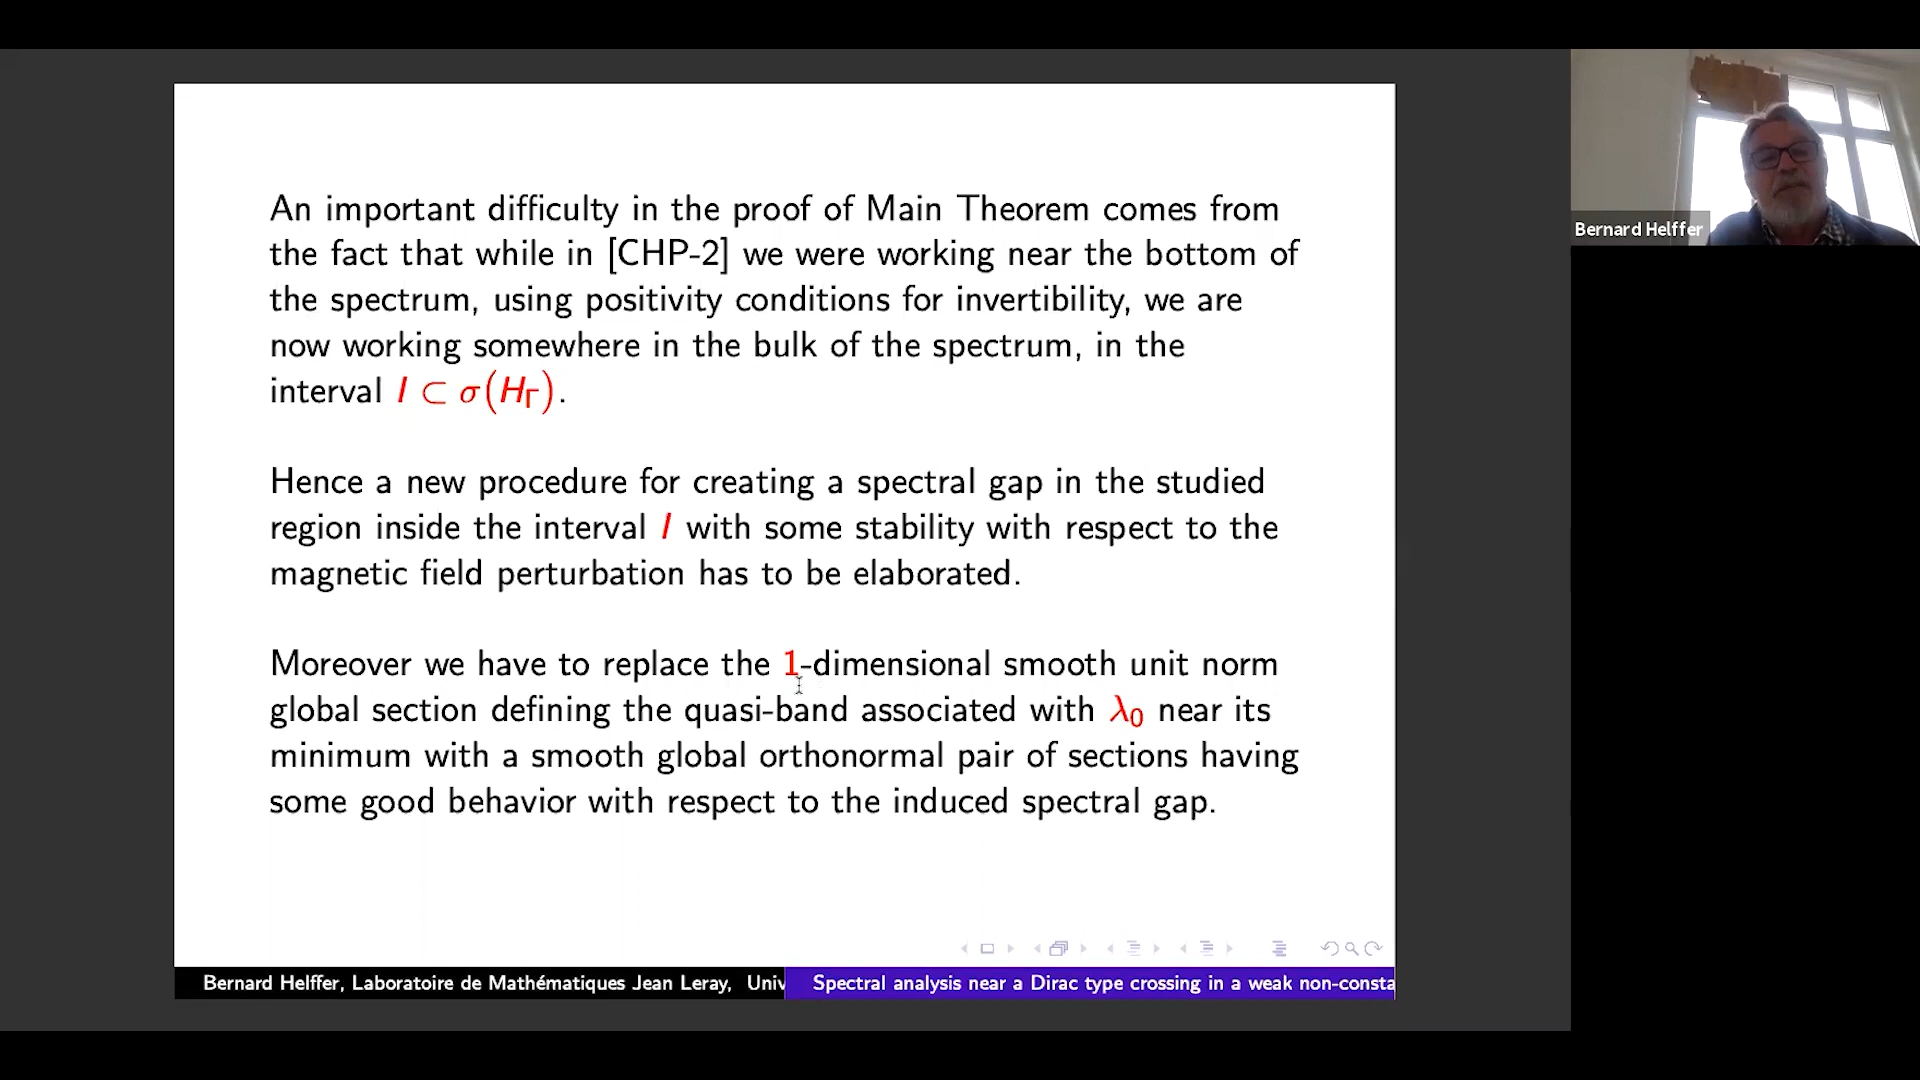 An important difficulty in the proof of Main Theorem comes from
the fact that while in [CHP-2] we were working near the bottom of
the spectrum, using positivity conditions for invertibility, we are
now working somewhere in the bulk of the spectrum, in the
interval I ⊂ σ(H_Γ).
Hence a new procedure for creating a spectral gap in the studied
region inside the interval I with some stability with respect to the
magnetic field perturbation has to be elaborated.
Moreover we have to replace the 1-dimensional smooth unit norm
global section defining the quasi-band associated with λ₀ near its
minimum with a smooth global orthonormal pair of sections having
some good behavior with respect to the induced spectral gap.
Bernard Helffer, Laboratoire de Mathématiques Jean Leray, Univ
Spectral analysis near a Dirac type crossing in a weak non-consta
Bernard Helffer